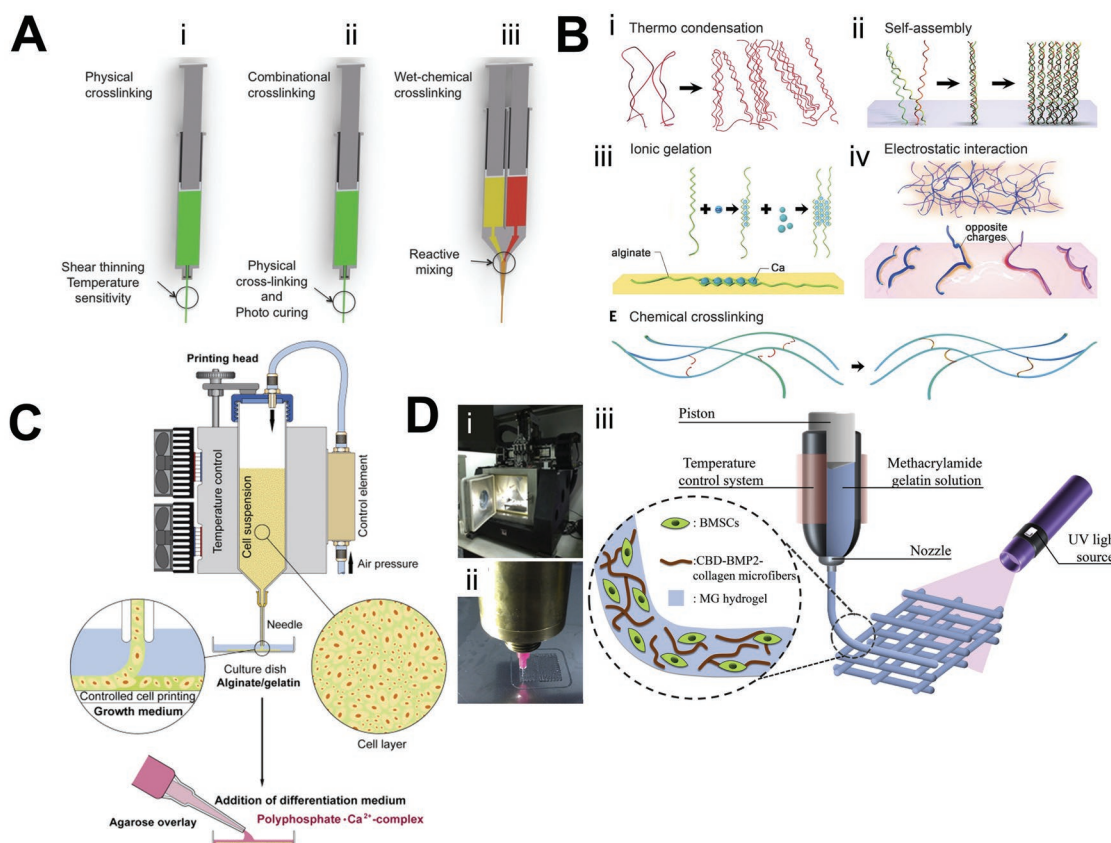 A
i
ii
iii
Physical
crosslinking
Combinational
crosslinking
Wet-chemical
crosslinking
Shear thinning
Temperature
sensitivity
Physical
cross-linking
and
Photo curing
Reactive
mixing
B
i Thermo condensation
ii Self-assembly
iii Ionic gelation
alginate
Ca
iv Electrostatic interaction
opposite
charges
E Chemical crosslinking
C
Printing head
Temperature control
Cell suspension
Control element
Air pressure
Needle
Culture dish
Alginate/gelatin
Controlled cell printing
Growth medium
Cell layer
Addition of differentiation medium
Polyphosphate·Ca²⁺-complex
Agarose overlay
D
i
ii
iii
Piston
Temperature
control system
Methacrylamide
gelatin solution
Nozzle
UV light
source
: BMSCs
:CBD-BMP2-
collagen microfibers
: MG hydrogel